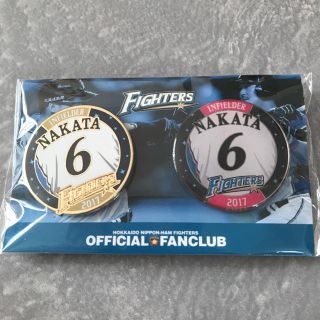 FIGHTERS
INFIELDER
NAKATA
6
FIGHTERS
2017
INFIELDER
NAKATA
6
FIGHTERS
2017
HOKKAIDO NIPPON-HAM FIGHTERS
OFFICIAL FANCLUB